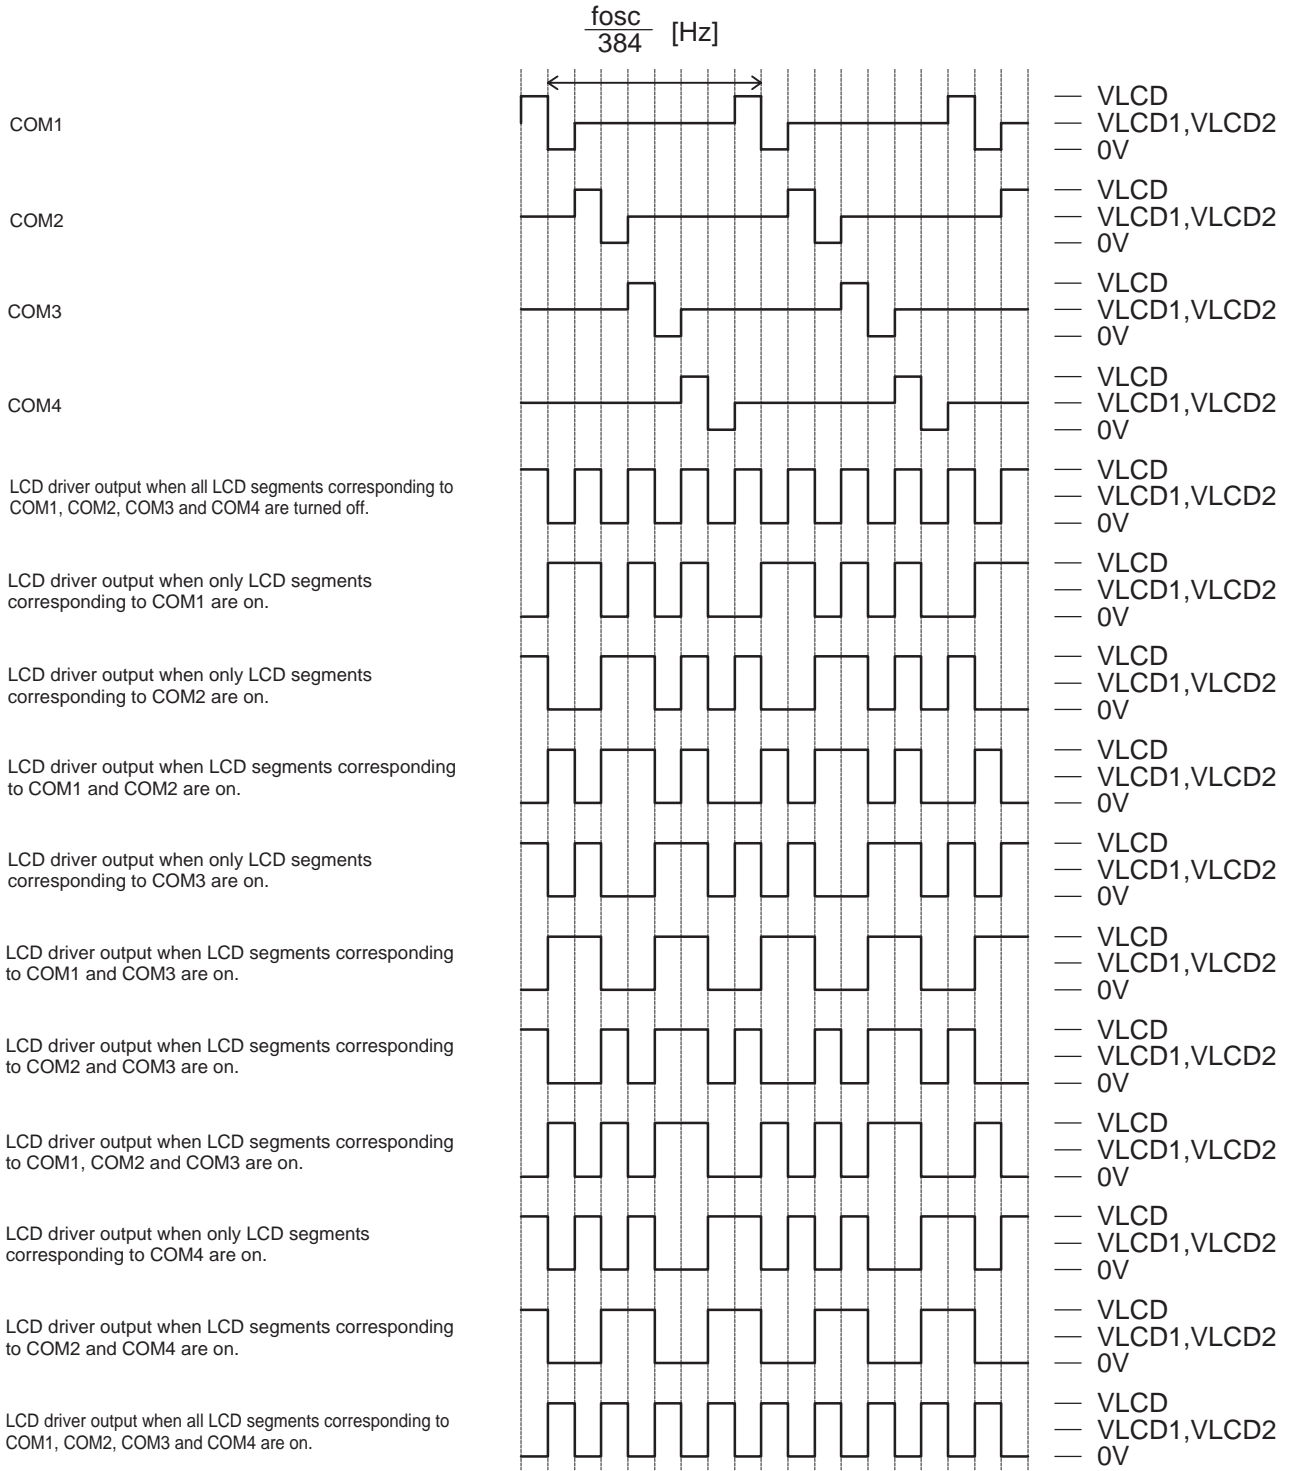 fosc
384 [Hz]
COM1
VLCD
VLCD1,VLCD2
0V
COM2
VLCD
VLCD1,VLCD2
0V
COM3
VLCD
VLCD1,VLCD2
0V
COM4
VLCD
VLCD1,VLCD2
0V
LCD driver output when all LCD segments corresponding to
COM1, COM2, COM3 and COM4 are turned off.
VLCD
VLCD1,VLCD2
0V
LCD driver output when only LCD segments
corresponding to COM1 are on.
VLCD
VLCD1,VLCD2
0V
LCD driver output when only LCD segments
corresponding to COM2 are on.
VLCD
VLCD1,VLCD2
0V
LCD driver output when LCD segments corresponding
to COM1 and COM2 are on.
VLCD
VLCD1,VLCD2
0V
LCD driver output when only LCD segments
corresponding to COM3 are on.
VLCD
VLCD1,VLCD2
0V
LCD driver output when LCD segments corresponding
to COM1 and COM3 are on.
VLCD
VLCD1,VLCD2
0V
LCD driver output when LCD segments corresponding
to COM2 and COM3 are on.
VLCD
VLCD1,VLCD2
0V
LCD driver output when LCD segments corresponding
to COM1, COM2 and COM3 are on.
VLCD
VLCD1,VLCD2
0V
LCD driver output when only LCD segments
corresponding to COM4 are on.
VLCD
VLCD1,VLCD2
0V
LCD driver output when LCD segments corresponding
to COM2 and COM4 are on.
VLCD
VLCD1,VLCD2
0V
LCD driver output when all LCD segments corresponding to
COM1, COM2, COM3 and COM4 are on.
VLCD
VLCD1,VLCD2
0V